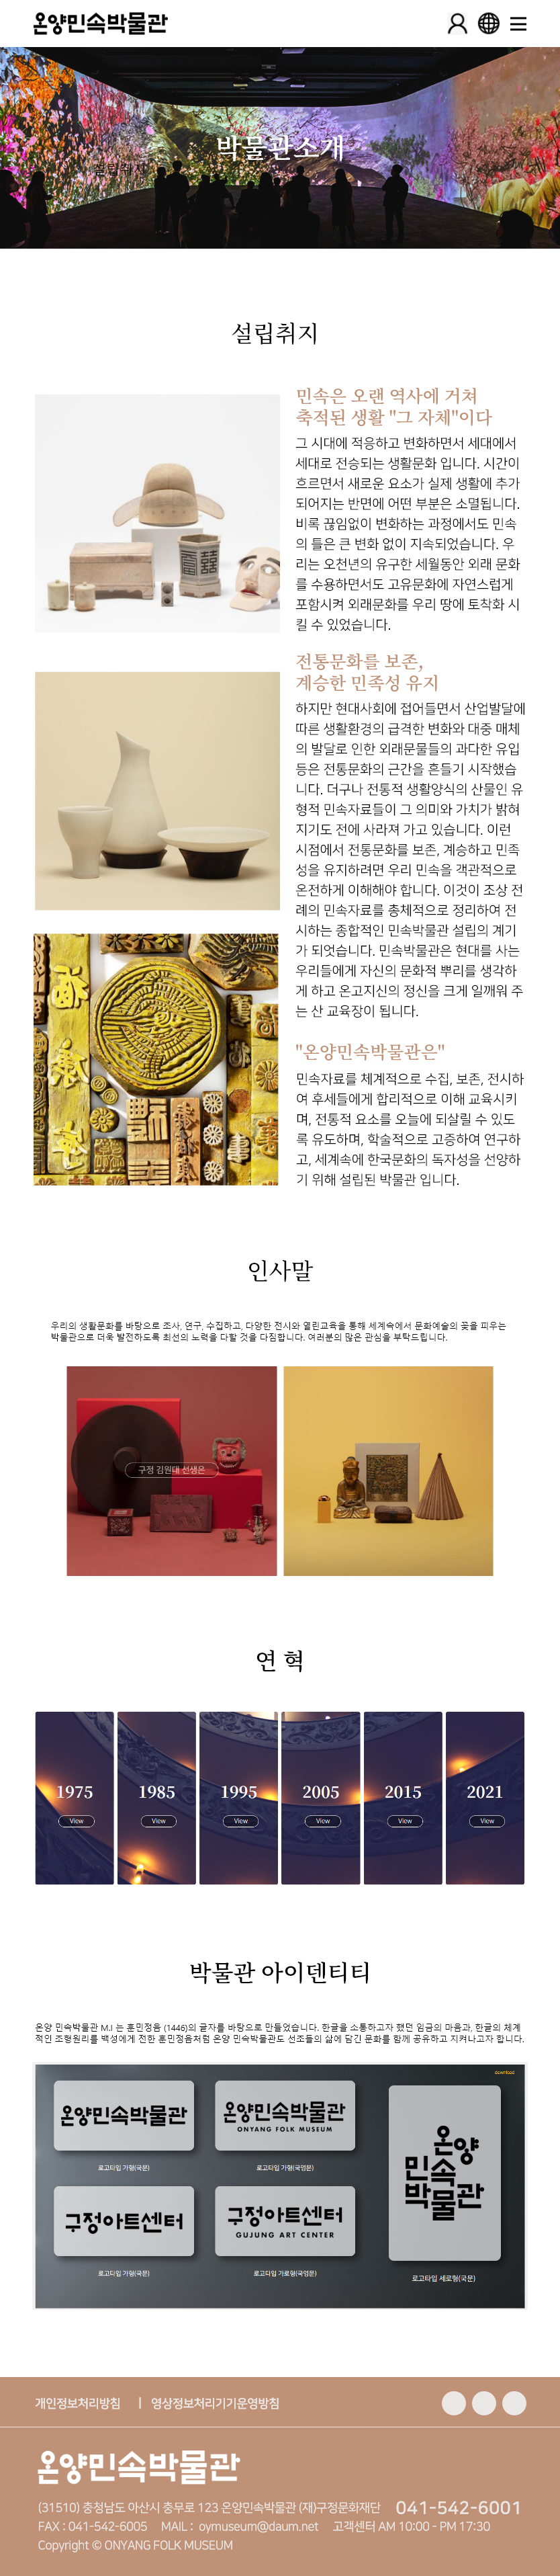 온양민속박물관
박물관소개
설립취지
설립취지
민속은 오랜 역사에 거쳐
축적된 생활 "그 자체"이다
그 시대에 적응하고 변화하면서 세대에서
세대로 전승되는 생활문화 입니다. 시간이
흐르면서 새로운 요소가 실제 생활에 추가
되어지는 반면에 어떤 부분은 소멸됩니다.
비록 끊임없이 변화하는 과정에서도 민속
의 틀은 큰 변화 없이 지속되었습니다. 우
리는 오천년의 유구한 세월동안 외래 문화
를 수용하면서도 고유문화에 자연스럽게
포함시켜 외래문화를 우리 땅에 토착화 시
킬 수 있었습니다.
전통문화를 보존,
계승한 민족성 유지
하지만 현대사회에 접어들면서 산업발달에
따른 생활환경의 급격한 변화와 대중 매체
의 발달로 인한 외래문물들의 과다한 유입
등은 전통문화의 근간을 흔들기 시작했습
니다. 더구나 전통적 생활양식의 산물인 유
형적 민속자료들이 그 의미와 가치가 밝혀
지기도 전에 사라져 가고 있습니다. 이런
시점에서 전통문화를 보존, 계승하고 민족
성을 유지하려면 우리 민속을 객관적으로
온전하게 이해해야 합니다. 이것이 조상 전
례의 민속자료를 총체적으로 정리하여 전
시하는 종합적인 민속박물관 설립의 계기
가 되었습니다. 민속박물관은 현대를 사는
우리들에게 자신의 문화적 뿌리를 생각하
게 하고 온고지신의 정신을 크게 일깨워 주
는 산 교육장이 됩니다.
"온양민속박물관은"
민속자료를 체계적으로 수집, 보존, 전시하
여 후세들에게 합리적으로 이해 교육시키
며, 전통적 요소를 오늘에 되살릴 수 있도
록 유도하며, 학술적으로 고증하여 연구하
고, 세계속에 한국문화의 독자성을 선양하
기 위해 설립된 박물관 입니다.
인사말
우리의 생활문화를 바탕으로 조사, 연구, 수집하고, 다양한 전시와 열린교육을 통해 세계속에서 문화예술의 꽃을 피우는
박물관으로 더욱 발전하도록 최선의 노력을 다할 것을 다짐합니다. 여러분의 많은 관심을 부탁드립니다.
구정 김원대 선생은
연 혁
1975 1985 1995 2005 2015 2021
View View View View View View
박물관 아이덴티티
온양 민속박물관 M.I 는 훈민정음 (1446)의 글자를 바탕으로 만들었습니다. 한글을 소통하고자 했던 임금의 마음과, 한글의 체계
적인 조형원리를 백성에게 전한 훈민정음처럼 온양 민속박물관도 선조들의 삶에 담긴 문화를 함께 공유하고 지켜나고자 합니다.
온양민속박물관
로고타입 가형(국문)
온양민속박물관
ONYANG FOLK MUSEUM
로고타입 가형(국영문)
구정아트센터
로고타입 가형(국문)
구정아트센터
GUJUNG ART CENTER
로고타입 가로형(국영문)
온양
민속
박물관
로고타입 세로형(국문)
개인정보처리방침 | 영상정보처리기기운영방침
온양민속박물관
(31510) 충청남도 아산시 충무로 123 온양민속박물관 (재)구정문화재단 041-542-6001
FAX : 041-542-6005 MAIL : oymuseum@daum.net 고객센터 AM 10:00 - PM 17:30
Copyright © ONYANG FOLK MUSEUM